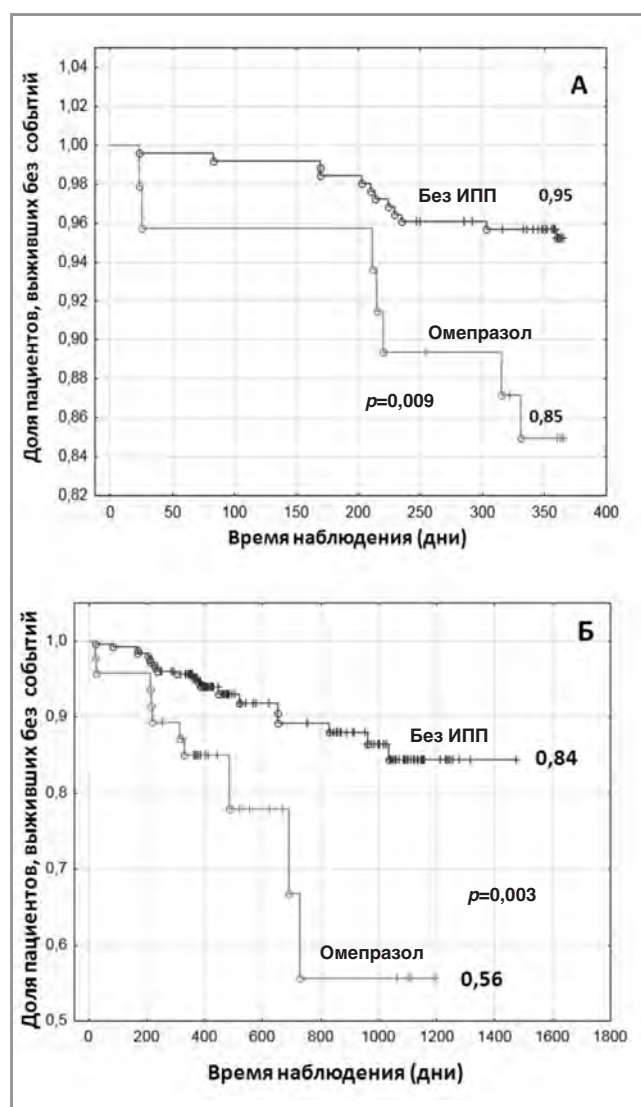 1,04
А
1,02
1,00
0,98
Без ИПП
0,95
0,96
0,94
Омепразол
0,92
0,90
0,88
p=0,009
0,86
0,85
0,84
0,82
Доля пациентов, выживших без событий
0 50 100 150 200 250 300 350 400
Время наблюдения (дни)
Б
1,0
0,9
Без ИПП
0,84
0,8
0,7
p=0,003
0,6
Омепразол
0,56
0,5
Доля пациентов, выживших без событий
0 200 400 600 800 1000 1200 1400 1600 1800
Время наблюдения (дни)